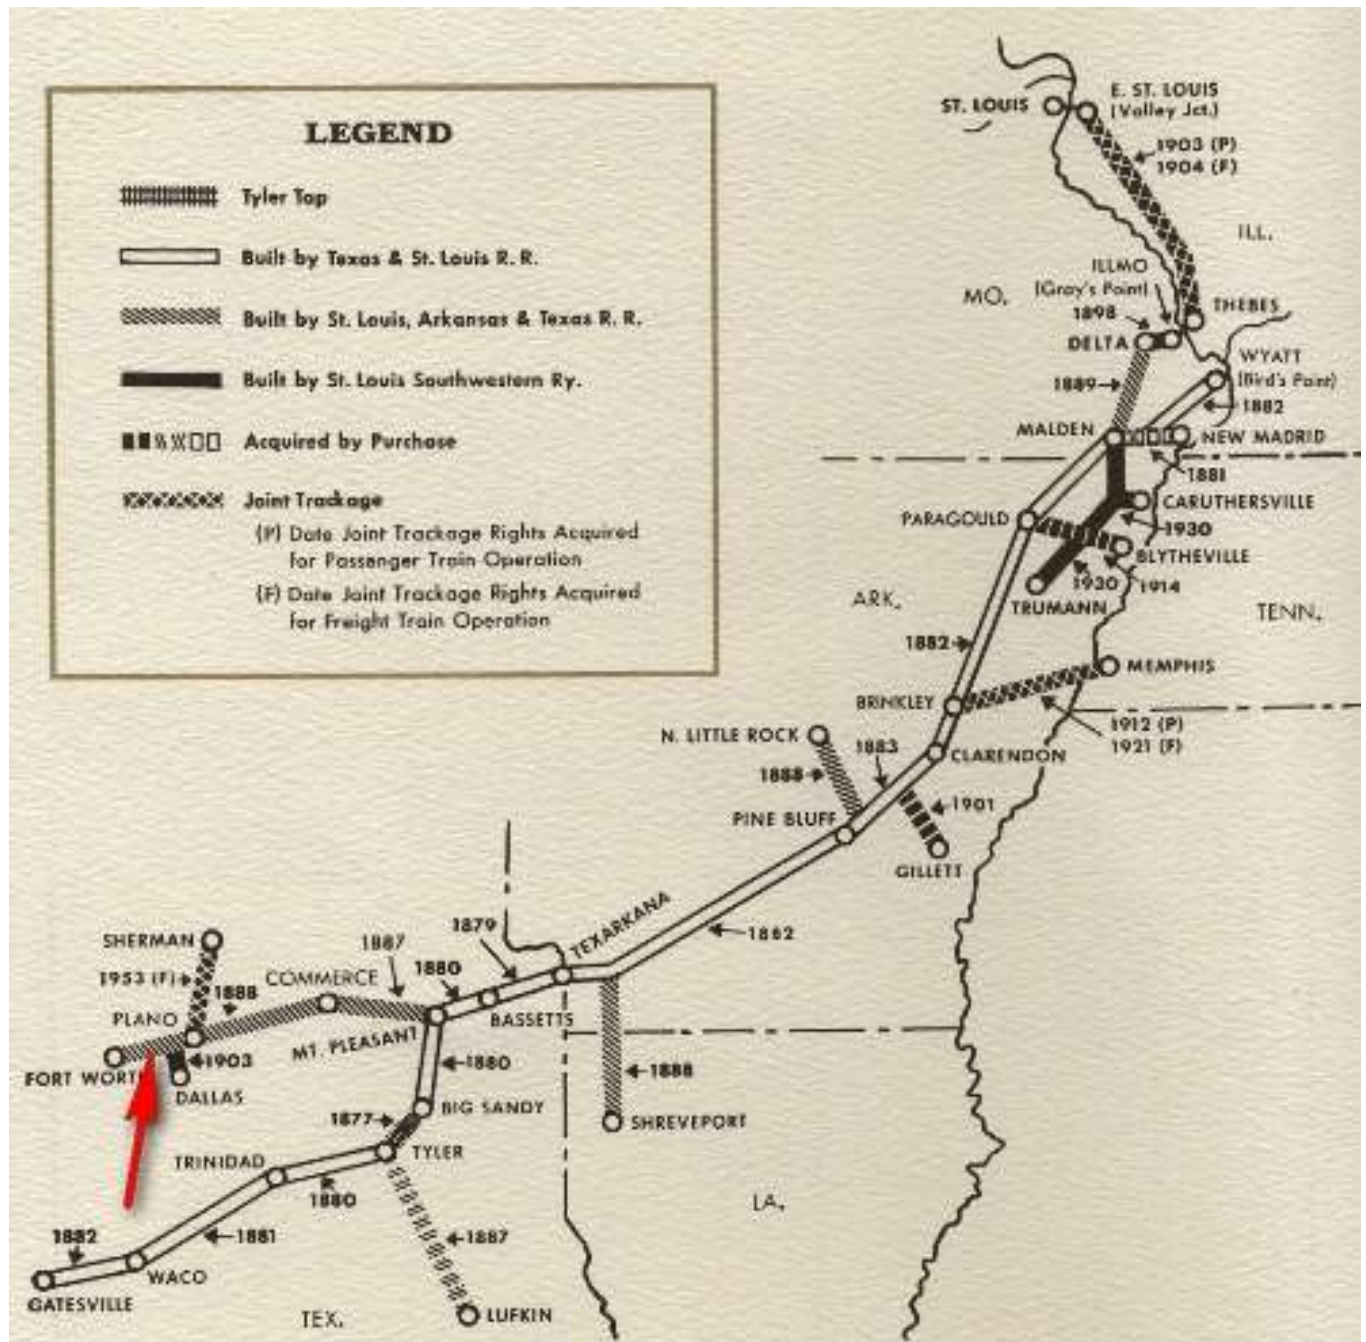 LEGEND
Tyler Tap
Built by Texas & St. Louis R. R.
Built by St. Louis, Arkansas & Texas R. R.
Built by St. Louis Southwestern Ry.
Acquired by Purchase
Joint Trackage
(P) Date Joint Trackage Rights Acquired
for Passenger Train Operation
(F) Date Joint Trackage Rights Acquired
for Freight Train Operation
ST. LOUIS
E. ST. LOUIS
(Valley Jct.)
1903 (P)
1904 (F)
ILL.
MO.
ILLMO
(Gray's Point)
1898
THEBES
DELTA
WYATT
(Bird's Point)
1889
1882
MALDEN
NEW MADRID
1881
CARUTHERSVILLE
PARAGOULD
1930
BLYTHEVILLE
1930
1914
TRUMANN
ARK.
TENN.
1882
MEMPHIS
BRINKLEY
1912 (P)
1921 (F)
N. LITTLE ROCK
1883
CLARENDON
1888
1901
PINE BLUFF
GILLETT
TEXARKANA
1882
1879
SHERMAN
1887
1880
1953 (F)
1888
COMMERCE
BASSETTS
PLANO
MT. PLEASANT
1903
1880
1888
FORT WORTH
DALLAS
BIG SANDY
SHREVEPORT
1877
TYLER
TRINIDAD
1880
LA.
1882
1881
1887
WACO
GATESVILLE
TEX.
LUFKIN